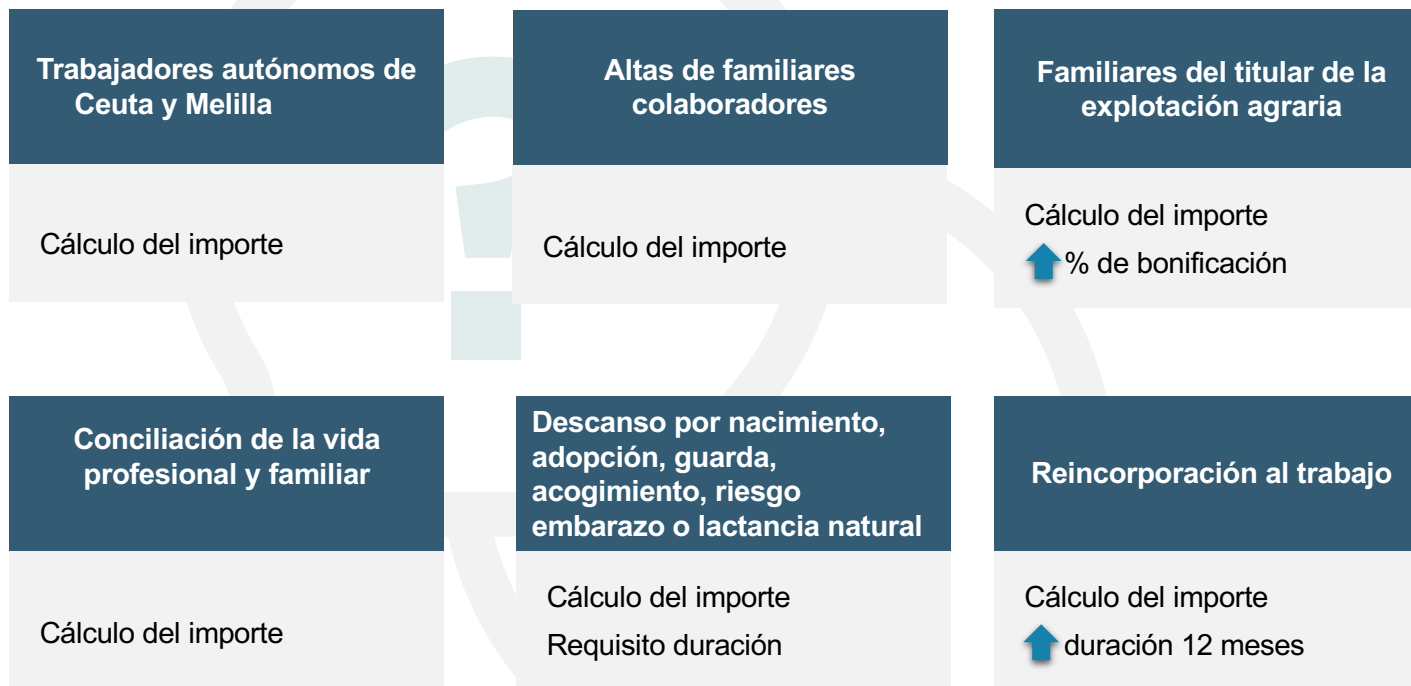 Trabajadores autónomos de
Ceuta y Melilla
Cálculo del importe
Altas de familiares
colaboradores
Cálculo del importe
Familiares del titular de la
explotación agraria
Cálculo del importe
% de bonificación
Conciliación de la vida
profesional y familiar
Cálculo del importe
Descanso por nacimiento,
adopción, guarda,
acogimiento, riesgo
embarazo o lactancia natural
Cálculo del importe
Requisito duración
Reincorporación al trabajo
Cálculo del importe
duración 12 meses